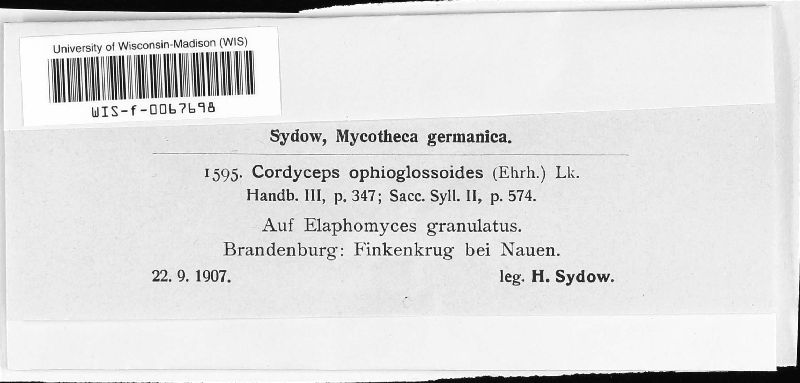 University of Wisconsin-Madison (WIS)
WIS-f-0067698
Sydow, Mycotheca germanica.
1595. Cordyceps ophioglossoides (Ehrh.) Lk.
Handb. III, p. 347; Sacc. Syll. II, p. 574.
Auf Elaphomyces granulatus.
Brandenburg: Finkenkrug bei Nauen.
22. 9. 1907. leg. H. Sydow.